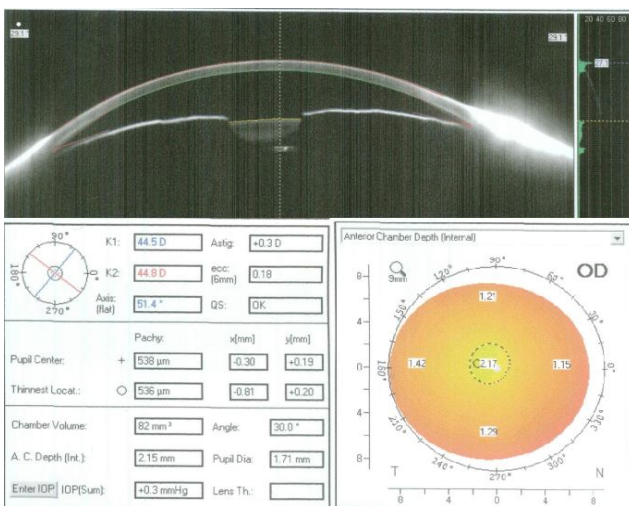 29.1 29.1 20 40 60 80
27.1
90°
180° 0°
270°
K1: 44.5 D Astig: +0.3 D
K2: 44.8 D ecc: (6mm) 0.18
Axis: (flat) 51.4 ° QS: OK
Pachy: x[mm] y[mm]
Pupil Center: + 538 µm -0.30 +0.19
Thinnest Locat.: O 536 µm -0.81 +0.20
Chamber Volume: 82 mm³ Angle: 30.0 °
A. C. Depth (Int.): 2.15 mm Pupil Dia: 1.71 mm
Enter IOP IOP(Sum): +0.3 mmHg Lens Th.:
Anterior Chamber Depth (Internal)
OD
9mm
8 120° 90° 60°
150° 30°
4 1.21
180° 0 1.42 2.17 1.15 0°
4 1.29
210° 330°
8 240° 270° 300°
T N
8 4 0 4 8